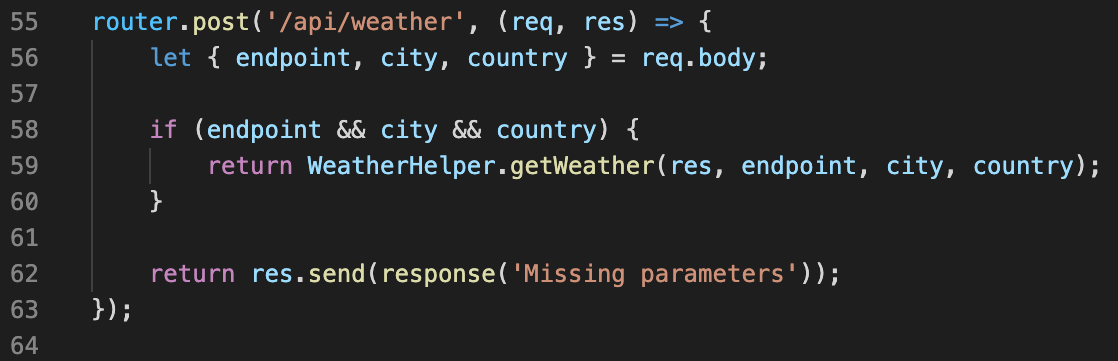 55 router.post('/api/weather', (req, res) => {
56     let { endpoint, city, country } = req.body;
57
58     if (endpoint && city && country) {
59         return WeatherHelper.getWeather(res, endpoint, city, country);
60     }
61
62     return res.send(response('Missing parameters'));
63 });
64